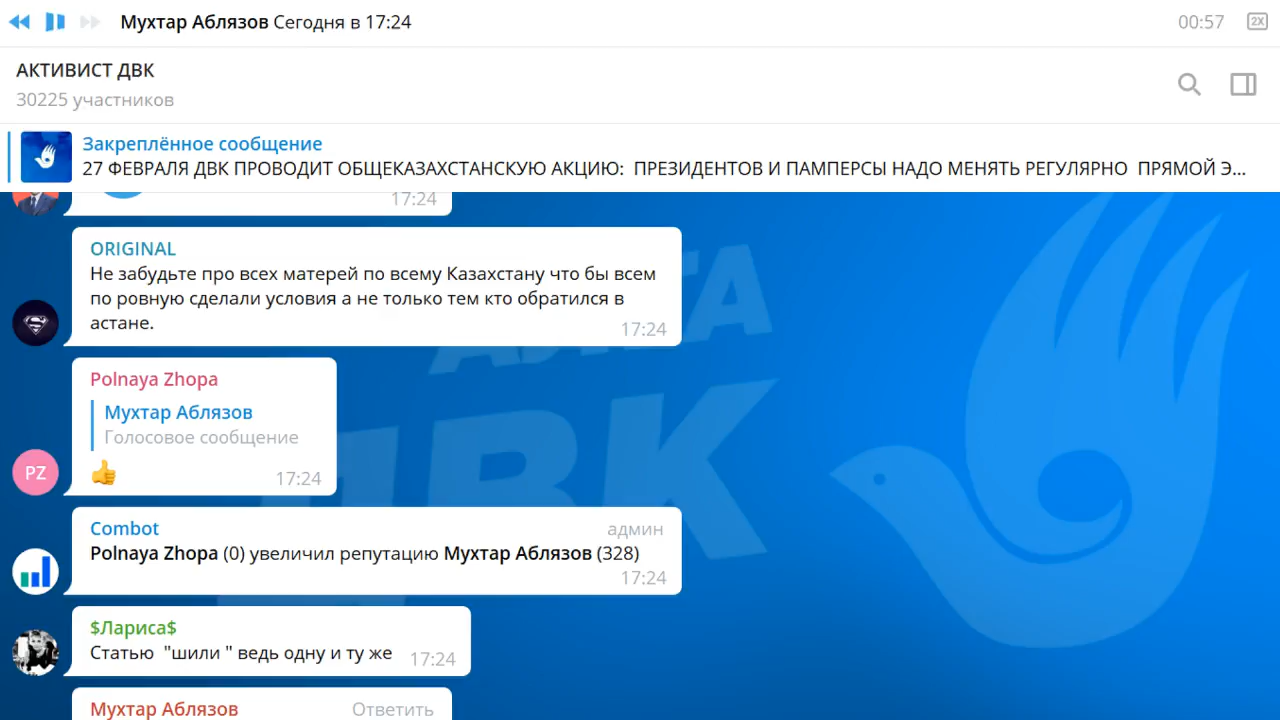 Мухтар Аблязов Сегодня в 17:24
00:57
2X
АКТИВИСТ ДВК
30225 участников
Закреплённое сообщение
27 ФЕВРАЛЯ ДВК ПРОВОДИТ ОБЩЕКАЗАХСТАНСКУЮ АКЦИЮ: ПРЕЗИДЕНТОВ И ПАМПЕРСЫ НАДО МЕНЯТЬ РЕГУЛЯРНО ПРЯМОЙ Э...
17:24
ORIGINAL
Не забудьте про всех матерей по всему Казахстану что бы всем
по ровную сделали условия а не только тем кто обратился в
астане.
17:24
Polnaya Zhopa
Мухтар Аблязов
Голосовое сообщение
👍
17:24
PZ
Combot
админ
Polnaya Zhopa (0) увеличил репутацию Мухтар Аблязов (328)
17:24
$Лариса$
Статью "шили " ведь одну и ту же
17:24
Мухтар Аблязов
Ответить
ДВК